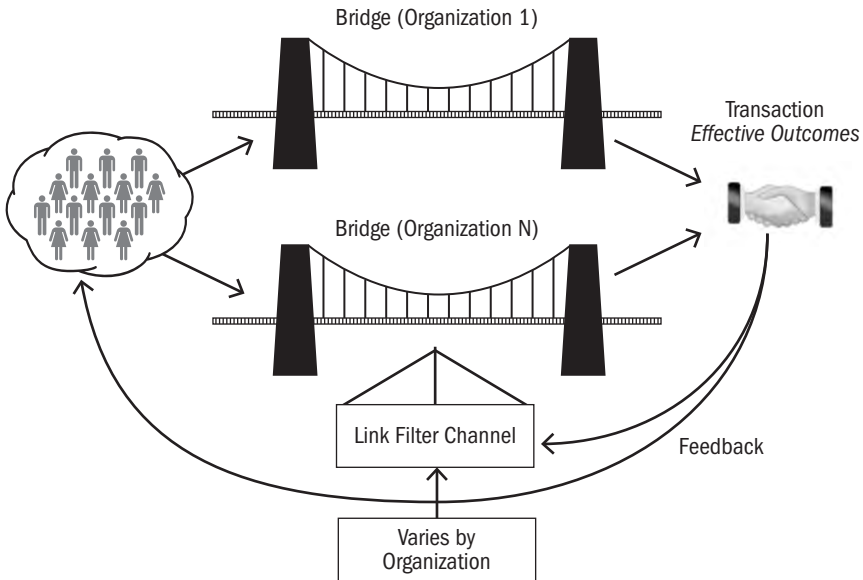 Bridge (Organization 1)
Transaction
Effective Outcomes
Bridge (Organization N)
Link Filter Channel
Feedback
Varies by
Organization